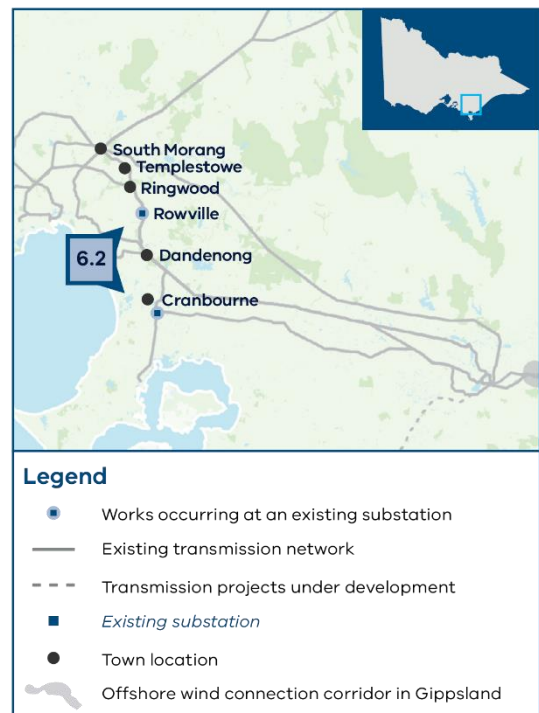 South Morang
Templestowe
Ringwood
Rowville
6.2
Dandenong
Cranbourne
Legend
Works occurring at an existing substation
Existing transmission network
Transmission projects under development
Existing substation
Town location
Offshore wind connection corridor in Gippsland